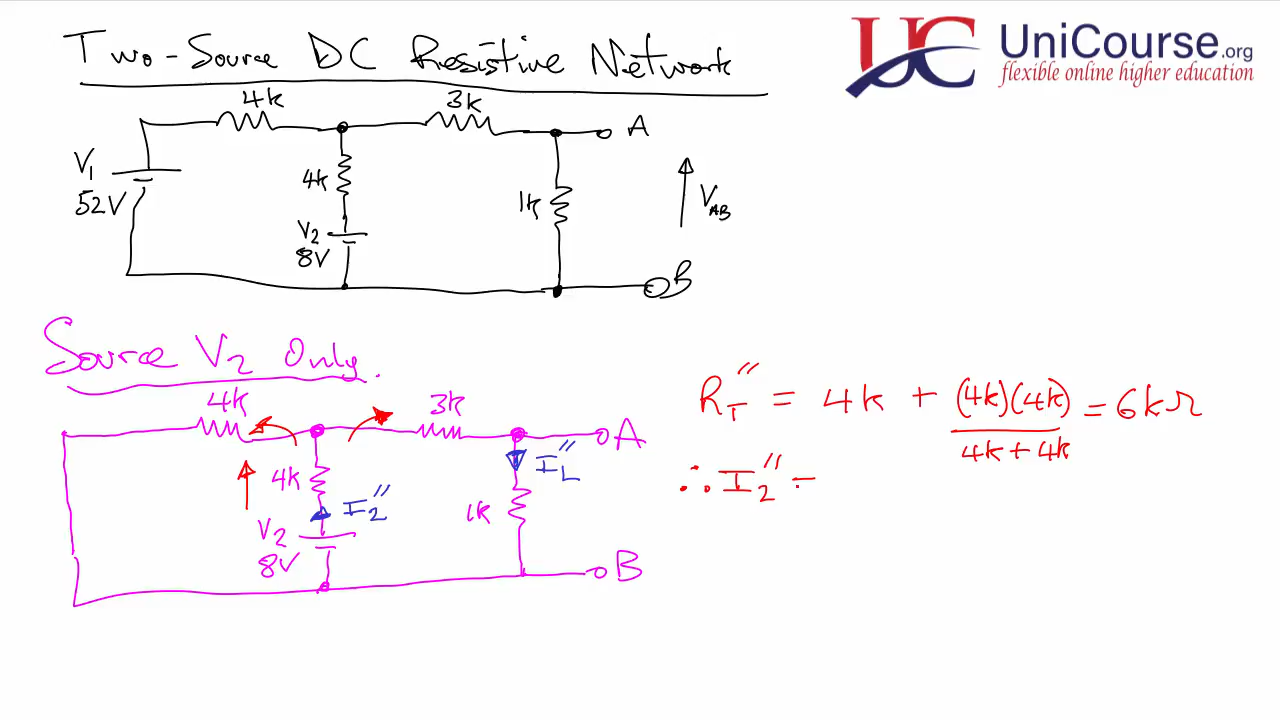 Two-Source DC Resistive Network
UC UniCourse.org
flexible online higher education
4k
3k
A
V1
52V
4k
V2
8V
1k
VAB
B
Source V2 Only.
4k
3k
A
IL″
4k
I2″
1k
V2
8V
B
RT″ = 4k + (4k)(4k) = 6kΩ
4k+4k
∴ I2″ =